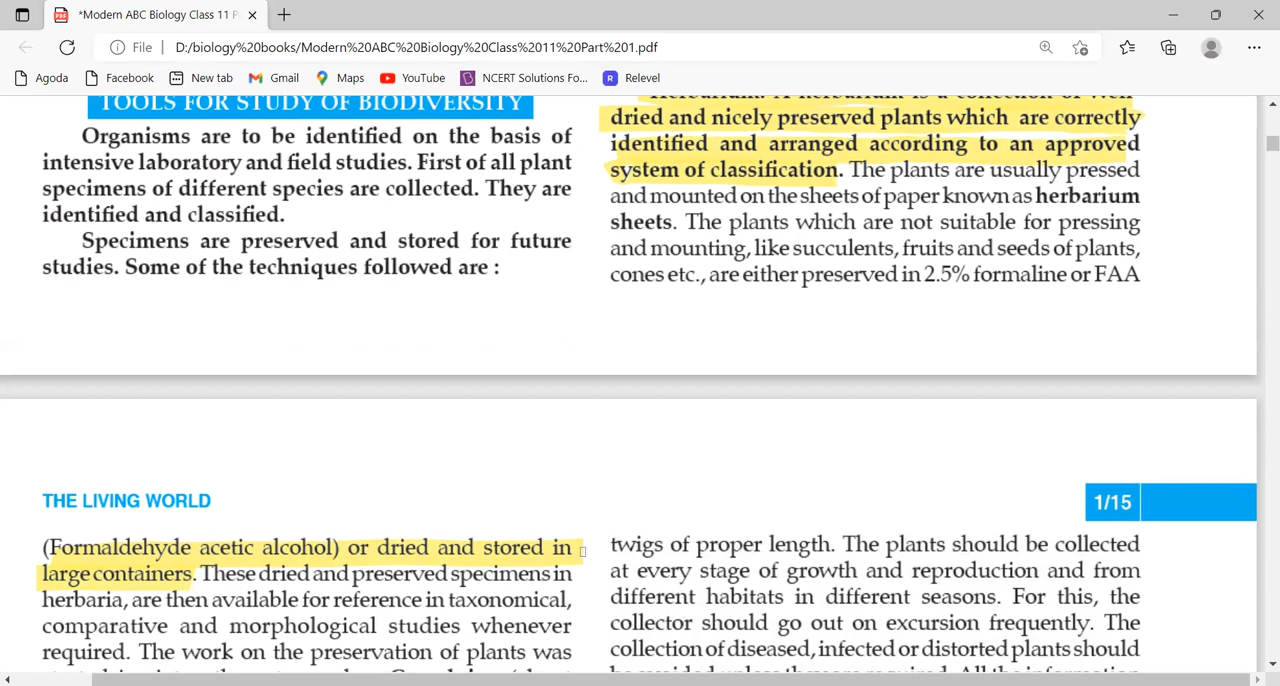 *Modern ABC Biology Class 11 P
File
D:/biology%20books/Modern%20ABC%20Biology%20Class%2011%20Part%201.pdf
Agoda
Facebook
New tab
Gmail
Maps
YouTube
NCERT Solutions Fo...
Relevel
TOOLS FOR STUDY OF BIODIVERSITY
Organisms are to be identified on the basis of
intensive laboratory and field studies. First of all plant
specimens of different species are collected. They are
identified and classified.
Specimens are preserved and stored for future
studies. Some of the techniques followed are :
Herbarium. A herbarium is a collection of well
dried and nicely preserved plants which are correctly
identified and arranged according to an approved
system of classification. The plants are usually pressed
and mounted on the sheets of paper known as herbarium
sheets. The plants which are not suitable for pressing
and mounting, like succulents, fruits and seeds of plants,
cones etc., are either preserved in 2.5% formaline or FAA
THE LIVING WORLD
1/15
(Formaldehyde acetic alcohol) or dried and stored in
large containers. These dried and preserved specimens in
herbaria, are then available for reference in taxonomical,
comparative and morphological studies whenever
required. The work on the preservation of plants was
twigs of proper length. The plants should be collected
at every stage of growth and reproduction and from
different habitats in different seasons. For this, the
collector should go out on excursion frequently. The
collection of diseased, infected or distorted plants should